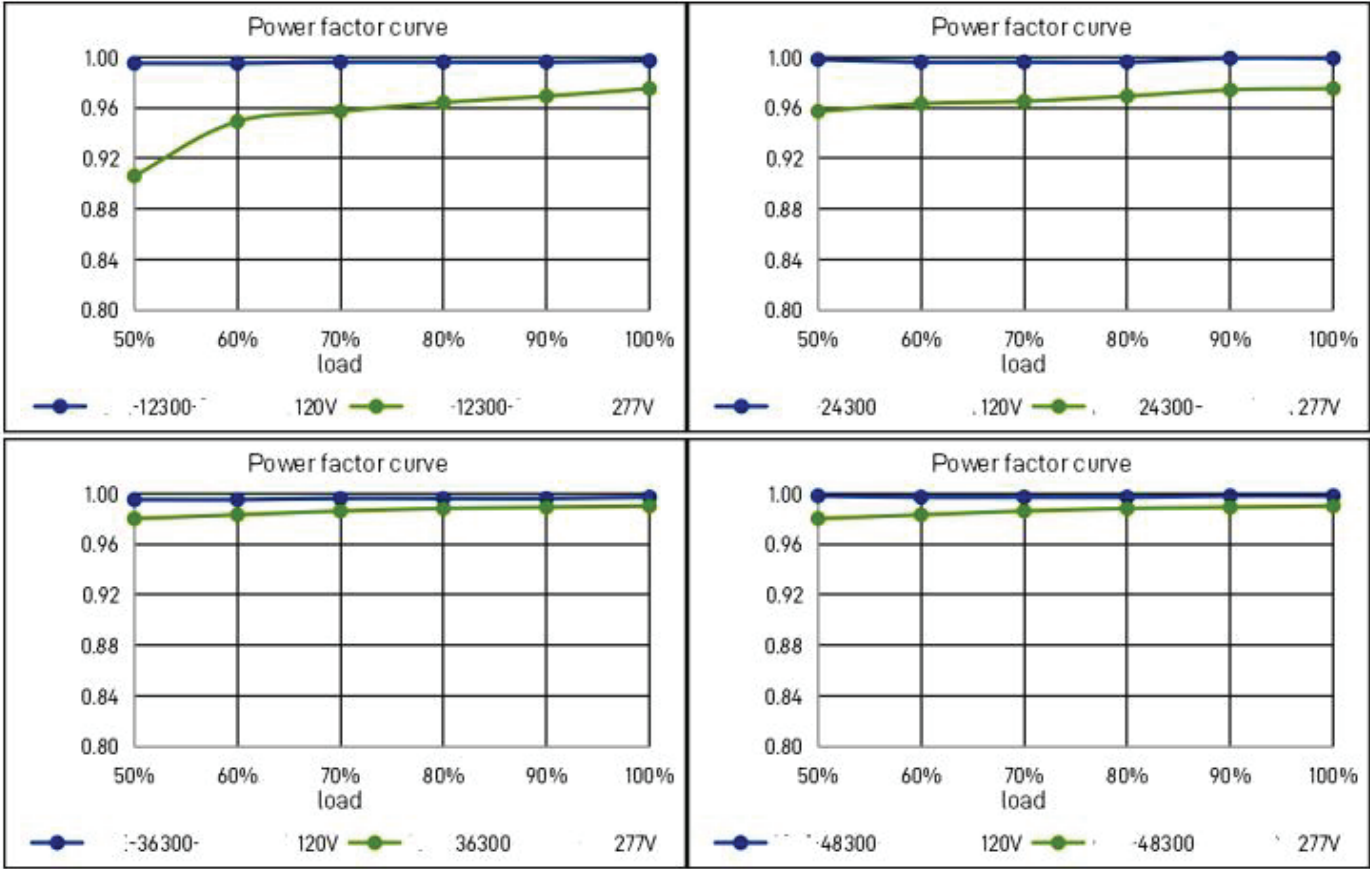 Power factor curve
1.00
0.96
0.92
0.88
0.84
0.80
50% 60% 70% 80% 90% 100%
load
-12300- 120V -12300- 277V
Power factor curve
1.00
0.96
0.92
0.88
0.84
0.80
50% 60% 70% 80% 90% 100%
load
24300 120V 24300- 277V
Power factor curve
1.00
0.96
0.92
0.88
0.84
0.80
50% 60% 70% 80% 90% 100%
load
-36300- 120V 36300 277V
Power factor curve
1.00
0.96
0.92
0.88
0.84
0.80
50% 60% 70% 80% 90% 100%
load
-48300 120V -48300 277V